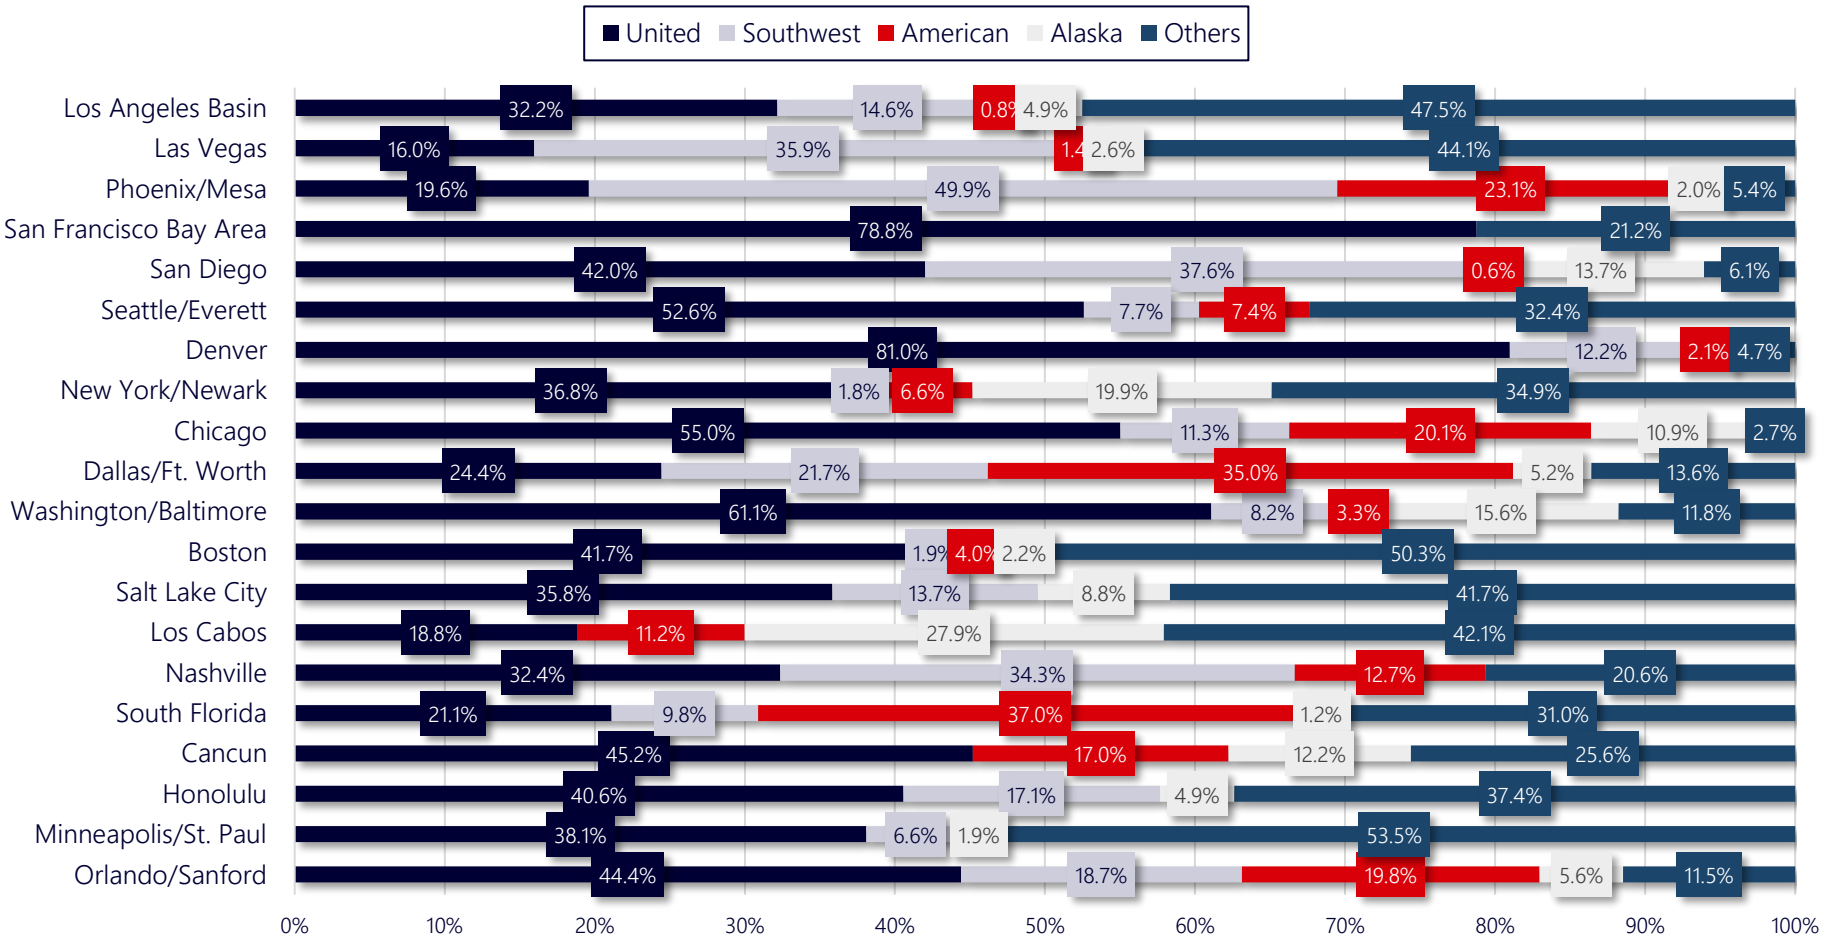 United Southwest American Alaska Others
Los Angeles Basin 32.2% 14.6% 0.8% 4.9% 47.5%
Las Vegas 16.0% 35.9% 1.4 2.6% 44.1%
Phoenix/Mesa 19.6% 49.9% 23.1% 2.0% 5.4%
San Francisco Bay Area 78.8% 21.2%
San Diego 42.0% 37.6% 0.6% 13.7% 6.1%
Seattle/Everett 52.6% 7.7% 7.4% 32.4%
Denver 81.0% 12.2% 2.1% 4.7%
New York/Newark 36.8% 1.8% 6.6% 19.9% 34.9%
Chicago 55.0% 11.3% 20.1% 10.9% 2.7%
Dallas/Ft. Worth 24.4% 21.7% 35.0% 5.2% 13.6%
Washington/Baltimore 61.1% 8.2% 3.3% 15.6% 11.8%
Boston 41.7% 1.9% 4.0% 2.2% 50.3%
Salt Lake City 35.8% 13.7% 8.8% 41.7%
Los Cabos 18.8% 11.2% 27.9% 42.1%
Nashville 32.4% 34.3% 12.7% 20.6%
South Florida 21.1% 9.8% 37.0% 1.2% 31.0%
Cancun 45.2% 17.0% 12.2% 25.6%
Honolulu 40.6% 17.1% 4.9% 37.4%
Minneapolis/St. Paul 38.1% 6.6% 1.9% 53.5%
Orlando/Sanford 44.4% 18.7% 19.8% 5.6% 11.5%
0% 10% 20% 30% 40% 50% 60% 70% 80% 90% 100%